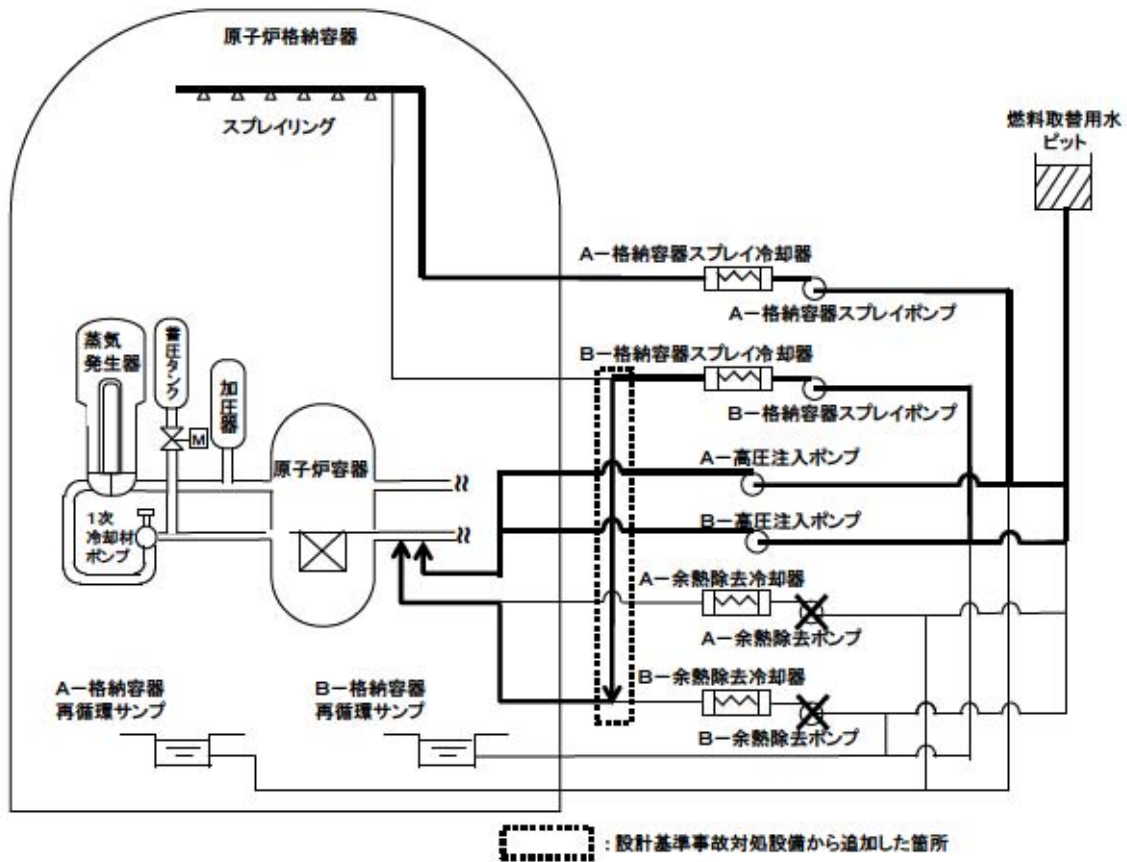 原子炉格納容器
スプレイリング
燃料取替用水
ピット
A－格納容器スプレイ冷却器
A－格納容器スプレイポンプ
B－格納容器スプレイ冷却器
B－格納容器スプレイポンプ
蒸気
発生器
蓄圧タンク
加圧器
M
原子炉容器
1次
冷却材
ポンプ
A－高圧注入ポンプ
B－高圧注入ポンプ
A－余熱除去冷却器
A－余熱除去ポンプ
B－余熱除去冷却器
B－余熱除去ポンプ
A－格納容器
再循環サンプ
B－格納容器
再循環サンプ
：設計基準事故対処設備から追加した箇所